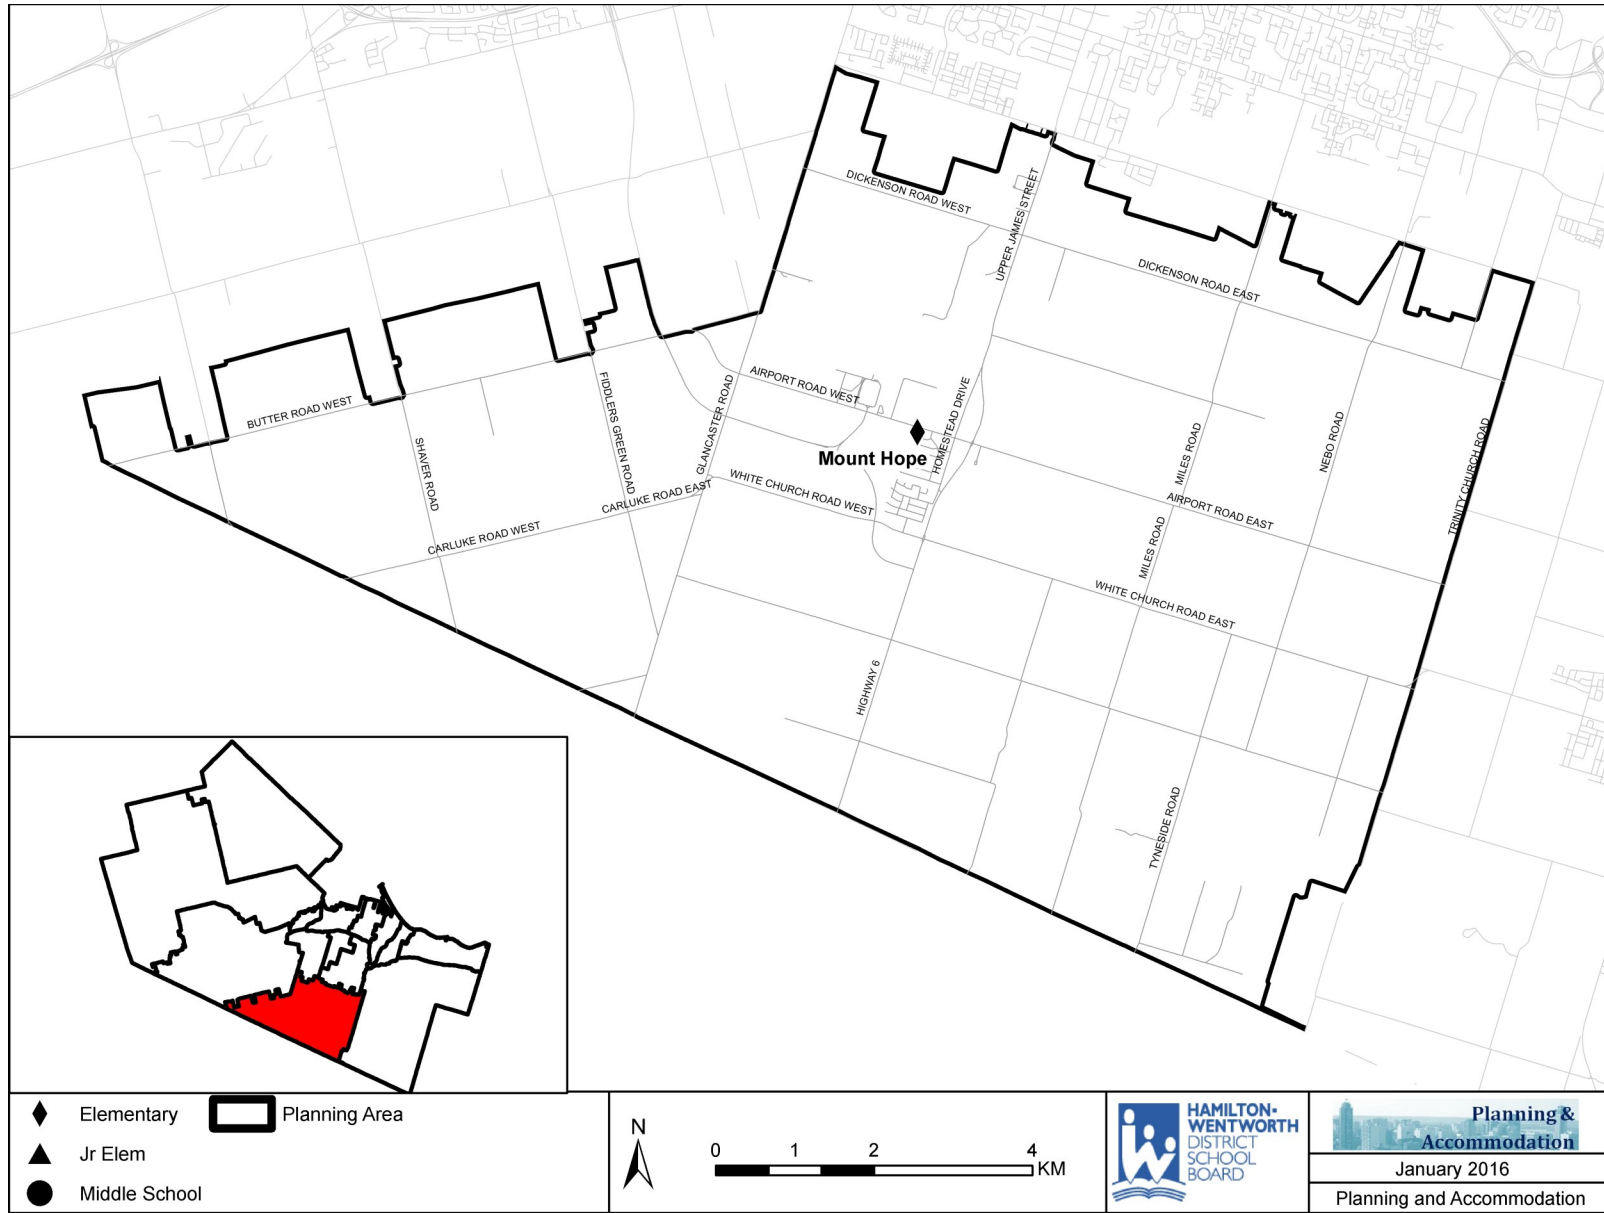 DICKENSON ROAD WEST
UPPER JAMES STREET
DICKENSON ROAD EAST
BUTTER ROAD WEST
SHAVER ROAD
FIDDLERS GREEN ROAD
GLANCASTER ROAD
AIRPORT ROAD WEST
HOMESTEAD DRIVE
Mount Hope
MILES ROAD
NEBO ROAD
TRINITY CHURCH ROAD
CARLUKE ROAD EAST
WHITE CHURCH ROAD WEST
AIRPORT ROAD EAST
CARLUKE ROAD WEST
MILES ROAD
WHITE CHURCH ROAD EAST
HIGHWAY 6
TYNESIDE ROAD
Elementary
Planning Area
Jr Elem
Middle School
N
0 1 2 4
KM
HAMILTON-
WENTWORTH
DISTRICT
SCHOOL
BOARD
Planning &
Accommodation
January 2016
Planning and Accommodation